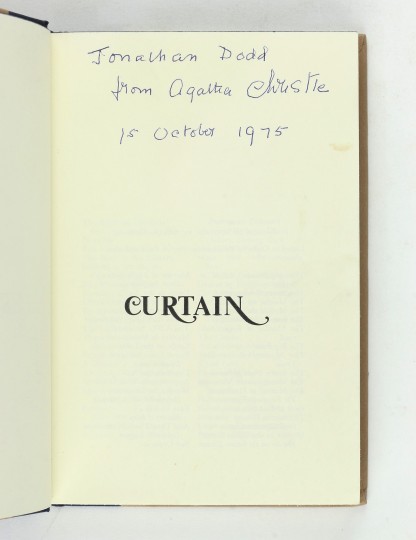 Jonathan Dodd
from Agatha Christie
15 October 1975
CURTAIN